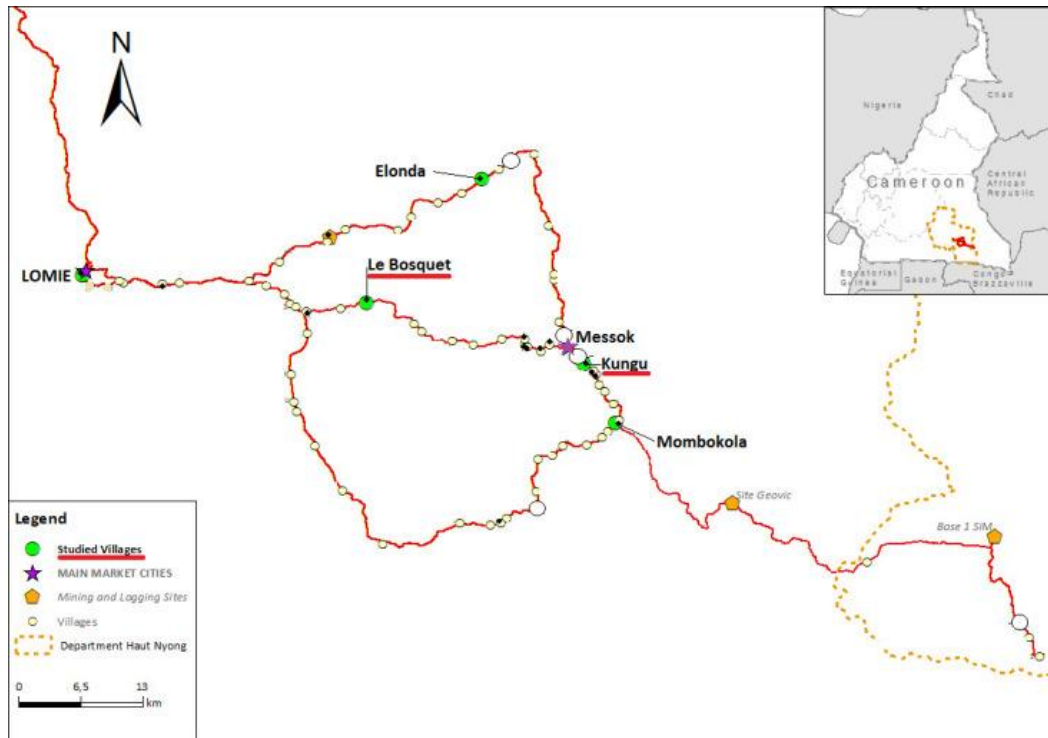 N
Nigeria
Chad
Cameroon
Central
African
Republic
Equatorial
Guinea
Gabon
Congo
Brazzaville
Elonda
LOMIE
Le Bosquet
Messok
Kungu
Mombokola
Site Geovic
Base 1 SIM
Legend
Studied Villages
MAIN MARKET CITIES
Mining and Logging Sites
Villages
Department Haut Nyong
0 6,5 13
km